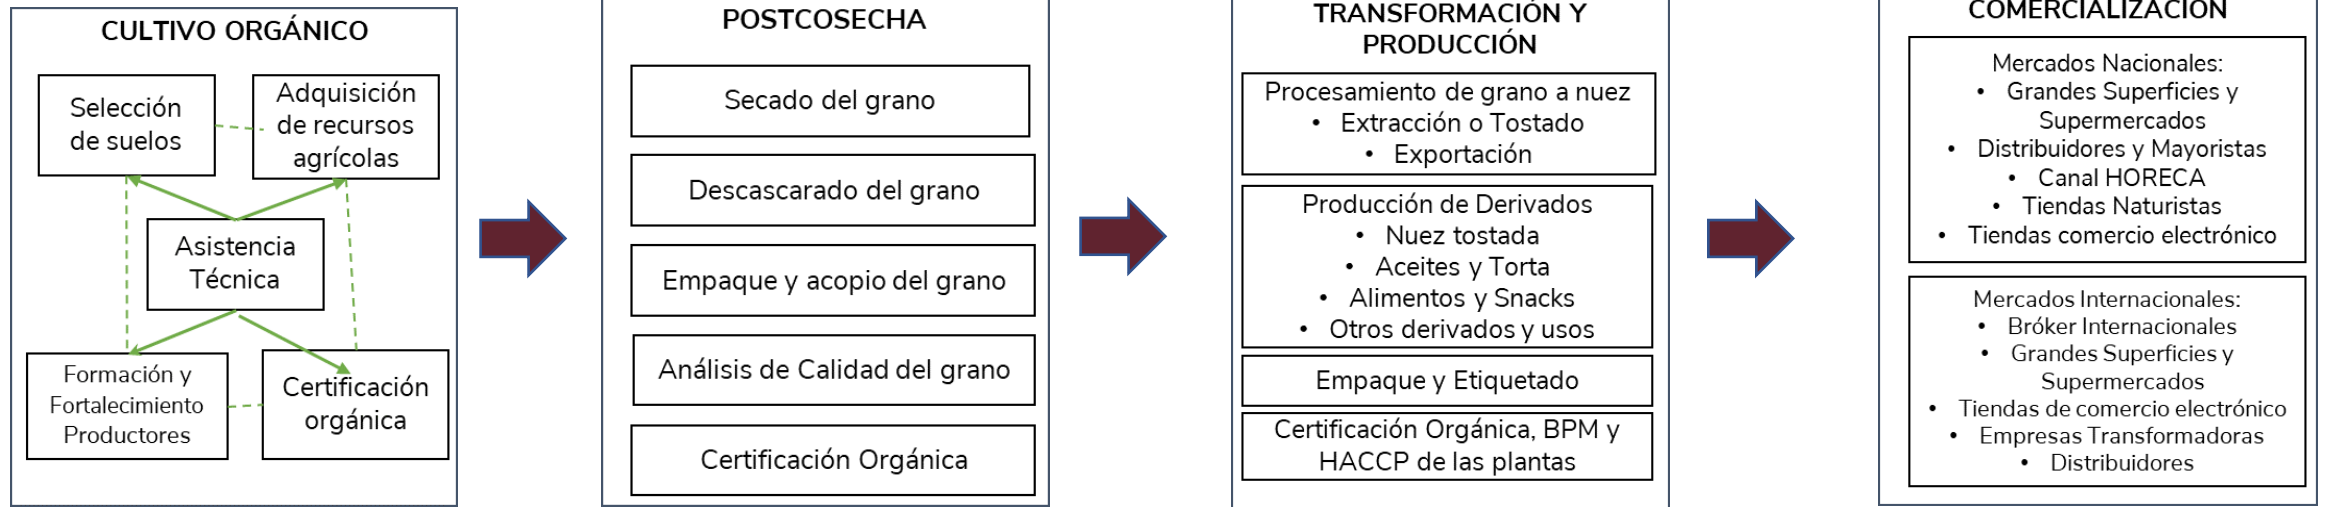 CULTIVO ORGÁNICO
Selección
de suelos
Adquisición
de recursos
agrícolas
Asistencia
Técnica
Formación y
Fortalecimiento
Productores
Certificación
orgánica
POSTCOSECHA
Secado del grano
Descascarado del grano
Empaque y acopio del grano
Análisis de Calidad del grano
Certificación Orgánica
TRANSFORMACIÓN Y
PRODUCCIÓN
Procesamiento de grano a nuez
• Extracción o Tostado
• Exportación
Producción de Derivados
• Nuez tostada
• Aceites y Torta
• Alimentos y Snacks
• Otros derivados y usos
Empaque y Etiquetado
Certificación Orgánica, BPM y
HACCP de las plantas
COMERCIALIZACIÓN
Mercados Nacionales:
• Grandes Superficies y
Supermercados
• Distribuidores y Mayoristas
• Canal HORECA
• Tiendas Naturistas
• Tiendas comercio electrónico
Mercados Internacionales:
• Bróker Internacionales
• Grandes Superficies y
Supermercados
• Tiendas de comercio electrónico
• Empresas Transformadoras
• Distribuidores